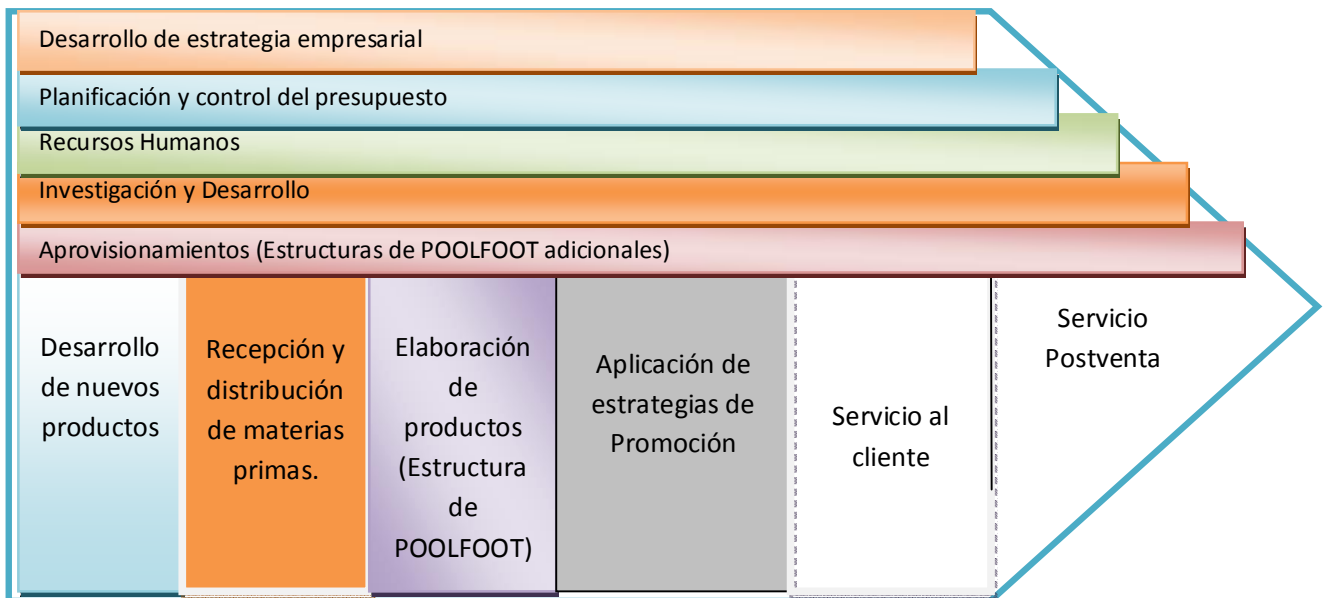 Desarrollo de estrategia empresarial
Planificación y control del presupuesto
Recursos Humanos
Investigación y Desarrollo
Aprovisionamientos (Estructuras de POOLFOOT adicionales)
Desarrollo
de nuevos
productos
Recepción y
distribución
de materias
primas.
Elaboración
de
productos
(Estructura
de
POOLFOOT)
Aplicación de
estrategias de
Promoción
Servicio al
cliente
Servicio
Postventa